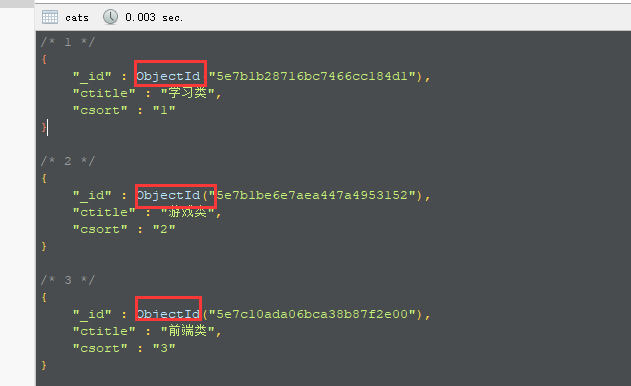 cats 0.003 sec.
/* 1 */
{
"_id" : ObjectId("5e7b1b28716bc7466cc184d1"),
"ctitle" : "学习类",
"csort" : "1"
}
/* 2 */
{
"_id" : ObjectId("5e7b1be6e7aea447a4953152"),
"ctitle" : "游戏类",
"csort" : "2"
}
/* 3 */
{
"_id" : ObjectId("5e7c10ada06bca38b87f2e00"),
"ctitle" : "前端类",
"csort" : "3"
}